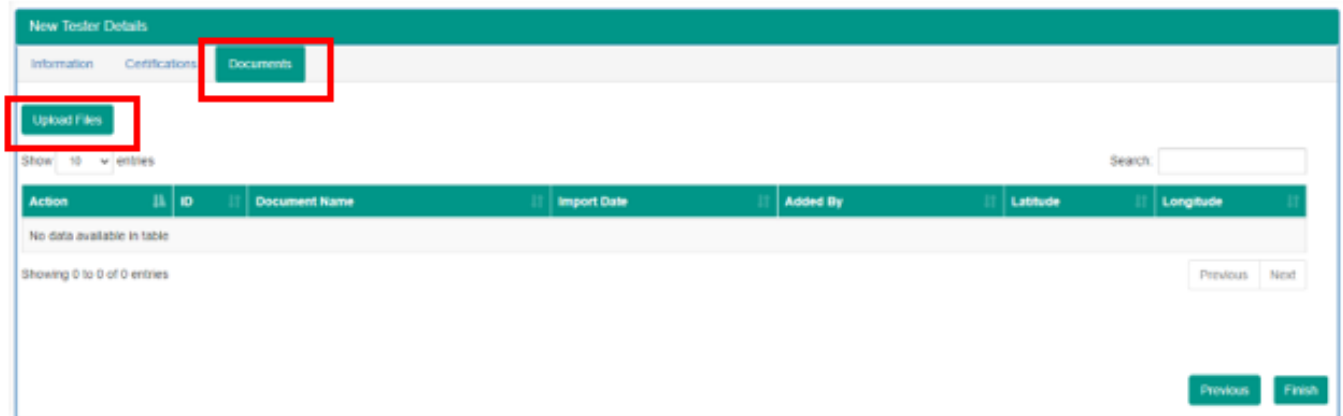 New Tester Details
Information Certifications Documents
Upload Files
Show 10 entries Search:
Action ID Document Name Import Date Added By Latitude Longitude
No data available in table
Showing 0 to 0 of 0 entries Previous Next
Previous Finish